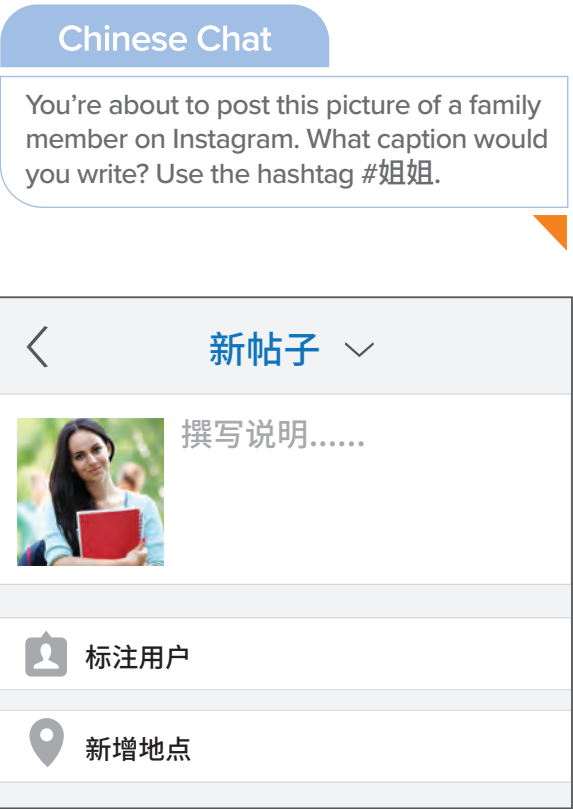 Chinese Chat
You’re about to post this picture of a family
member on Instagram. What caption would
you write? Use the hashtag #姐姐.
新帖子
撰写说明......
标注用户
新增地点